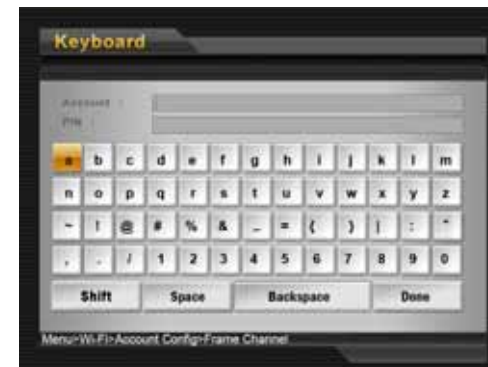 Keyboard
Account :
PIN :
a b c d e f g h i j k l m
n o p q r s t u v w x y z
~ ! @ # % & _ = { } | : "
, . / 1 2 3 4 5 6 7 8 9 0
Shift Space Backspace Done
Menu>Wi-Fi>Account Config>Frame Channel